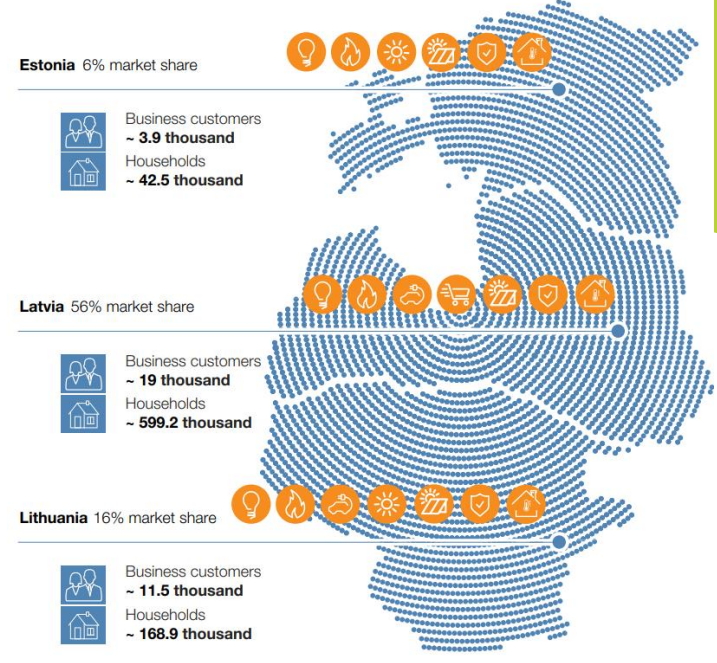 Estonia 6% market share
Business customers
~ 3.9 thousand
Households
~ 42.5 thousand
Latvia 56% market share
Business customers
~ 19 thousand
Households
~ 599.2 thousand
Lithuania 16% market share
Business customers
~ 11.5 thousand
Households
~ 168.9 thousand